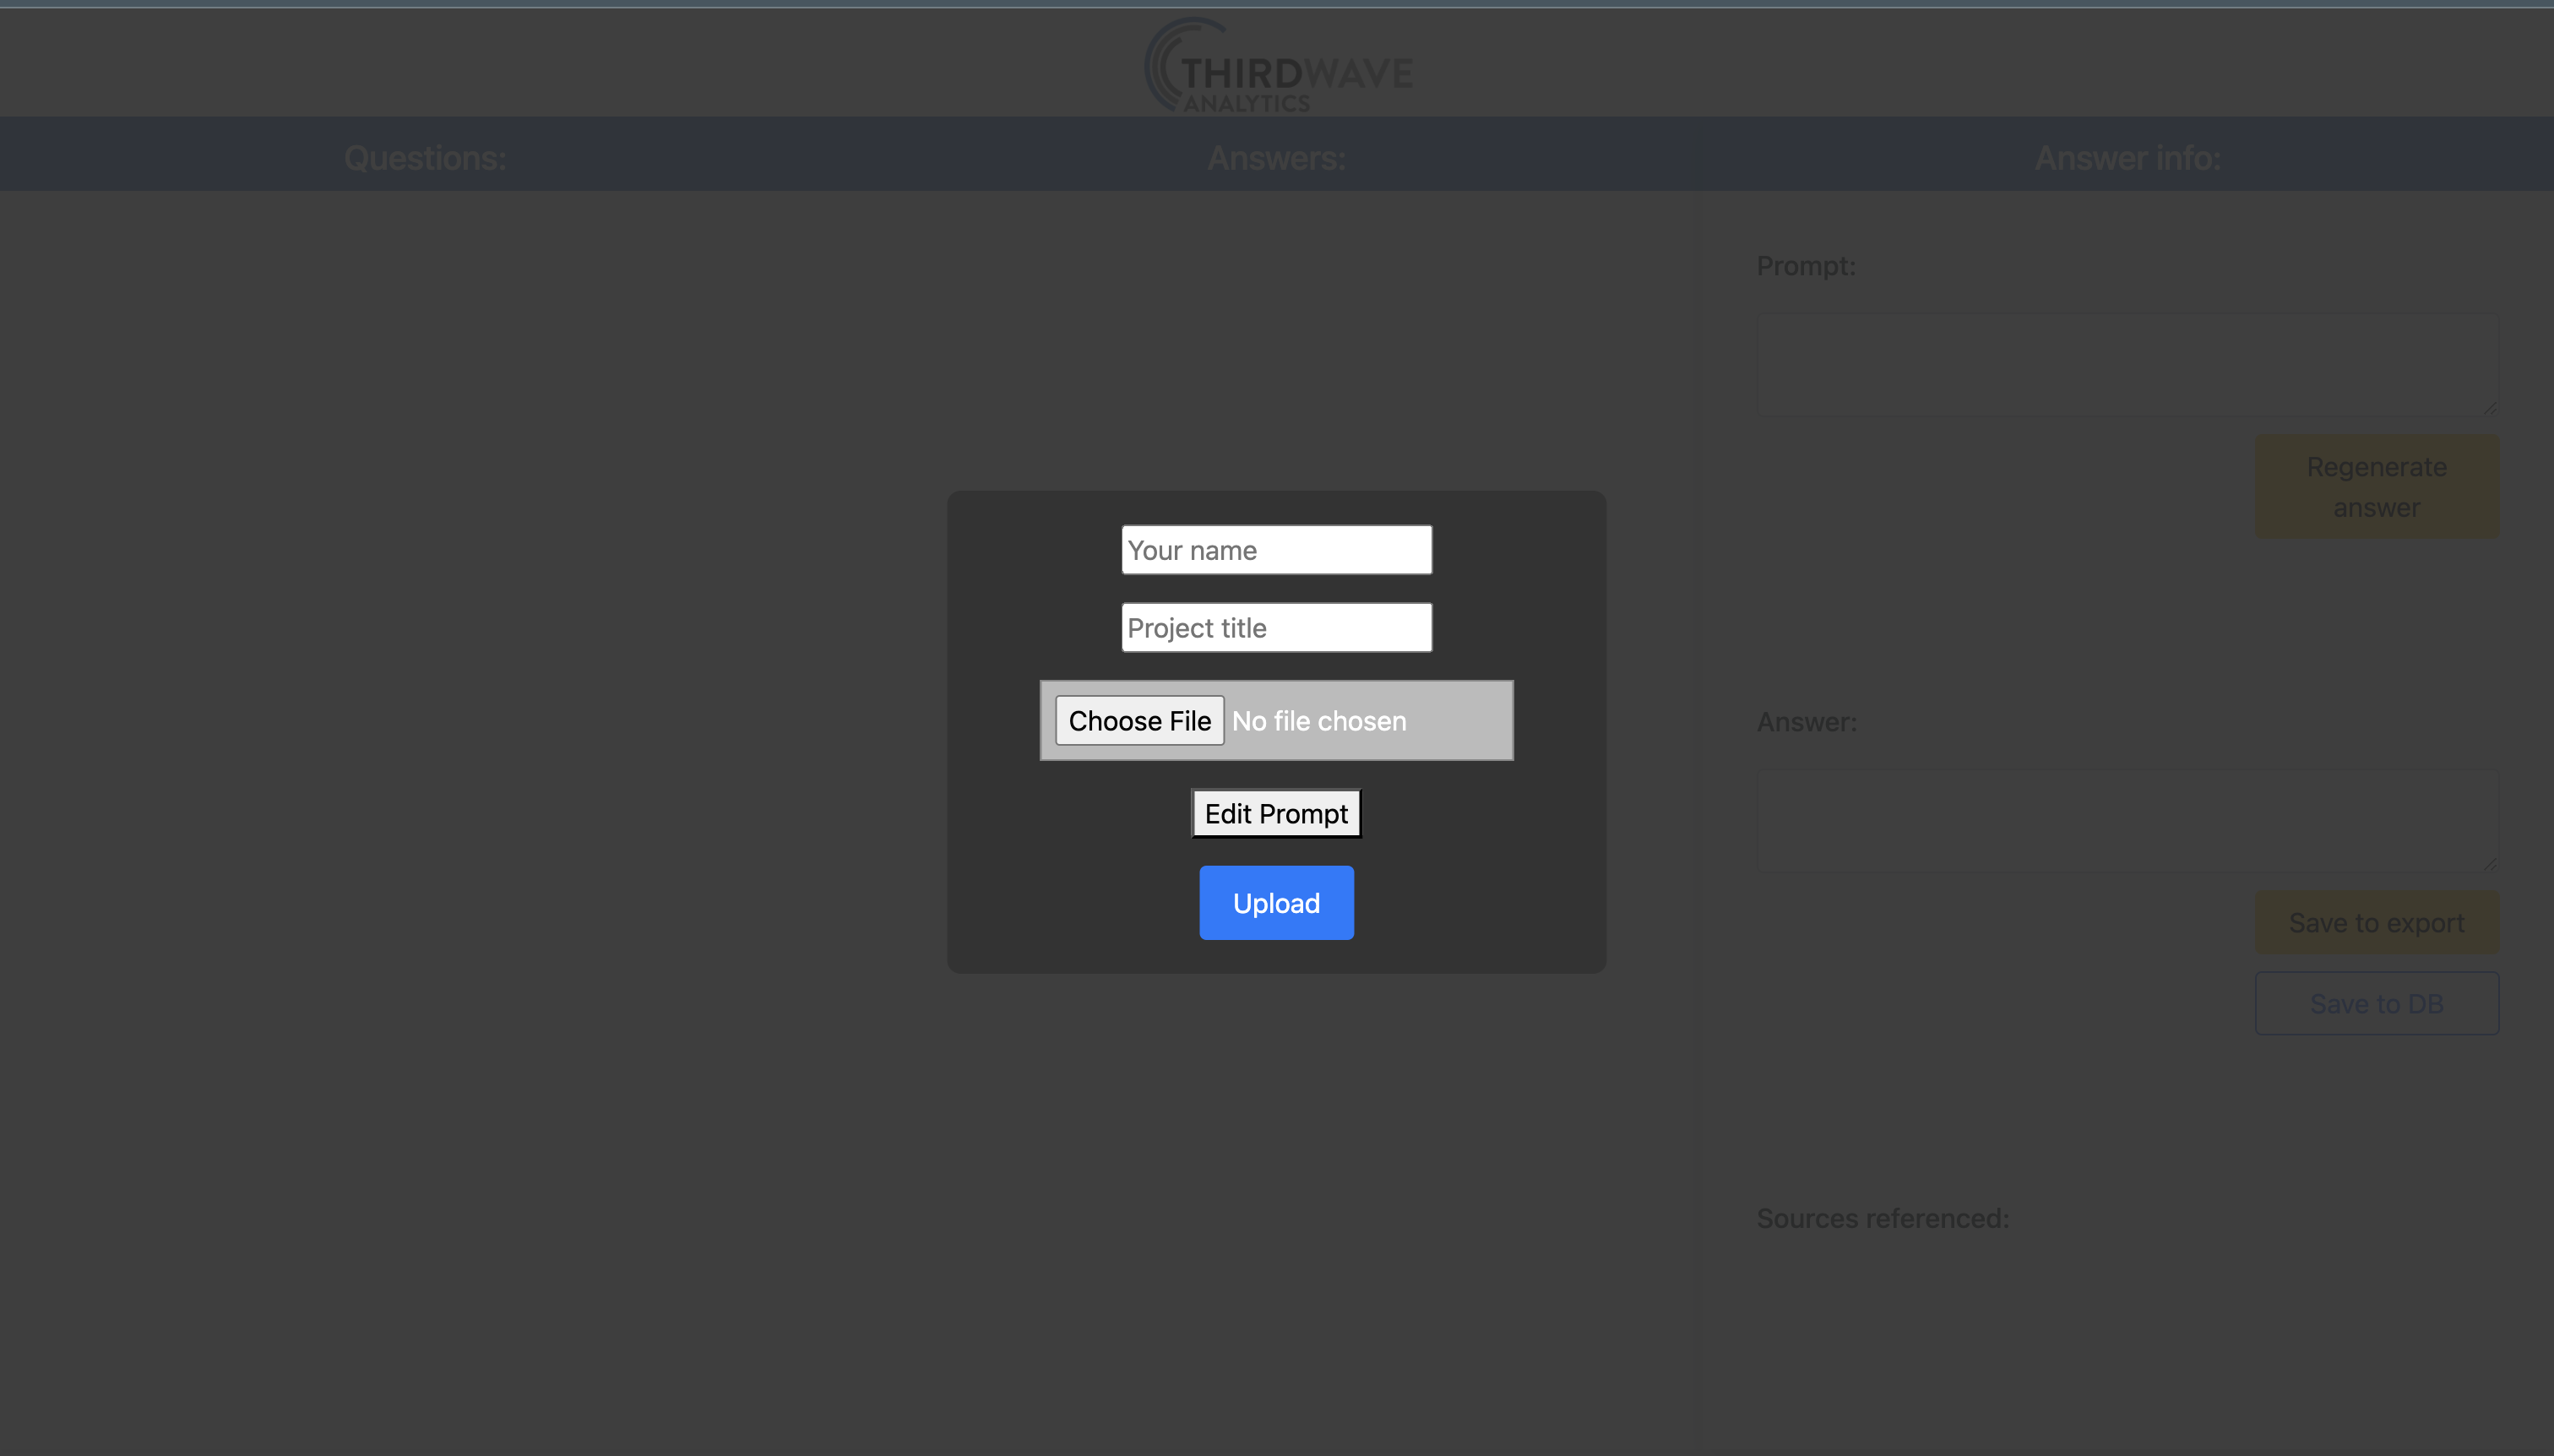 THIRDWAVE
ANALYTICS
Questions:
Answers:
Answer info:
Prompt:
Regenerate
answer
Your name
Project title
Choose File No file chosen
Edit Prompt
Upload
Answer:
Save to export
Save to DB
Sources referenced: